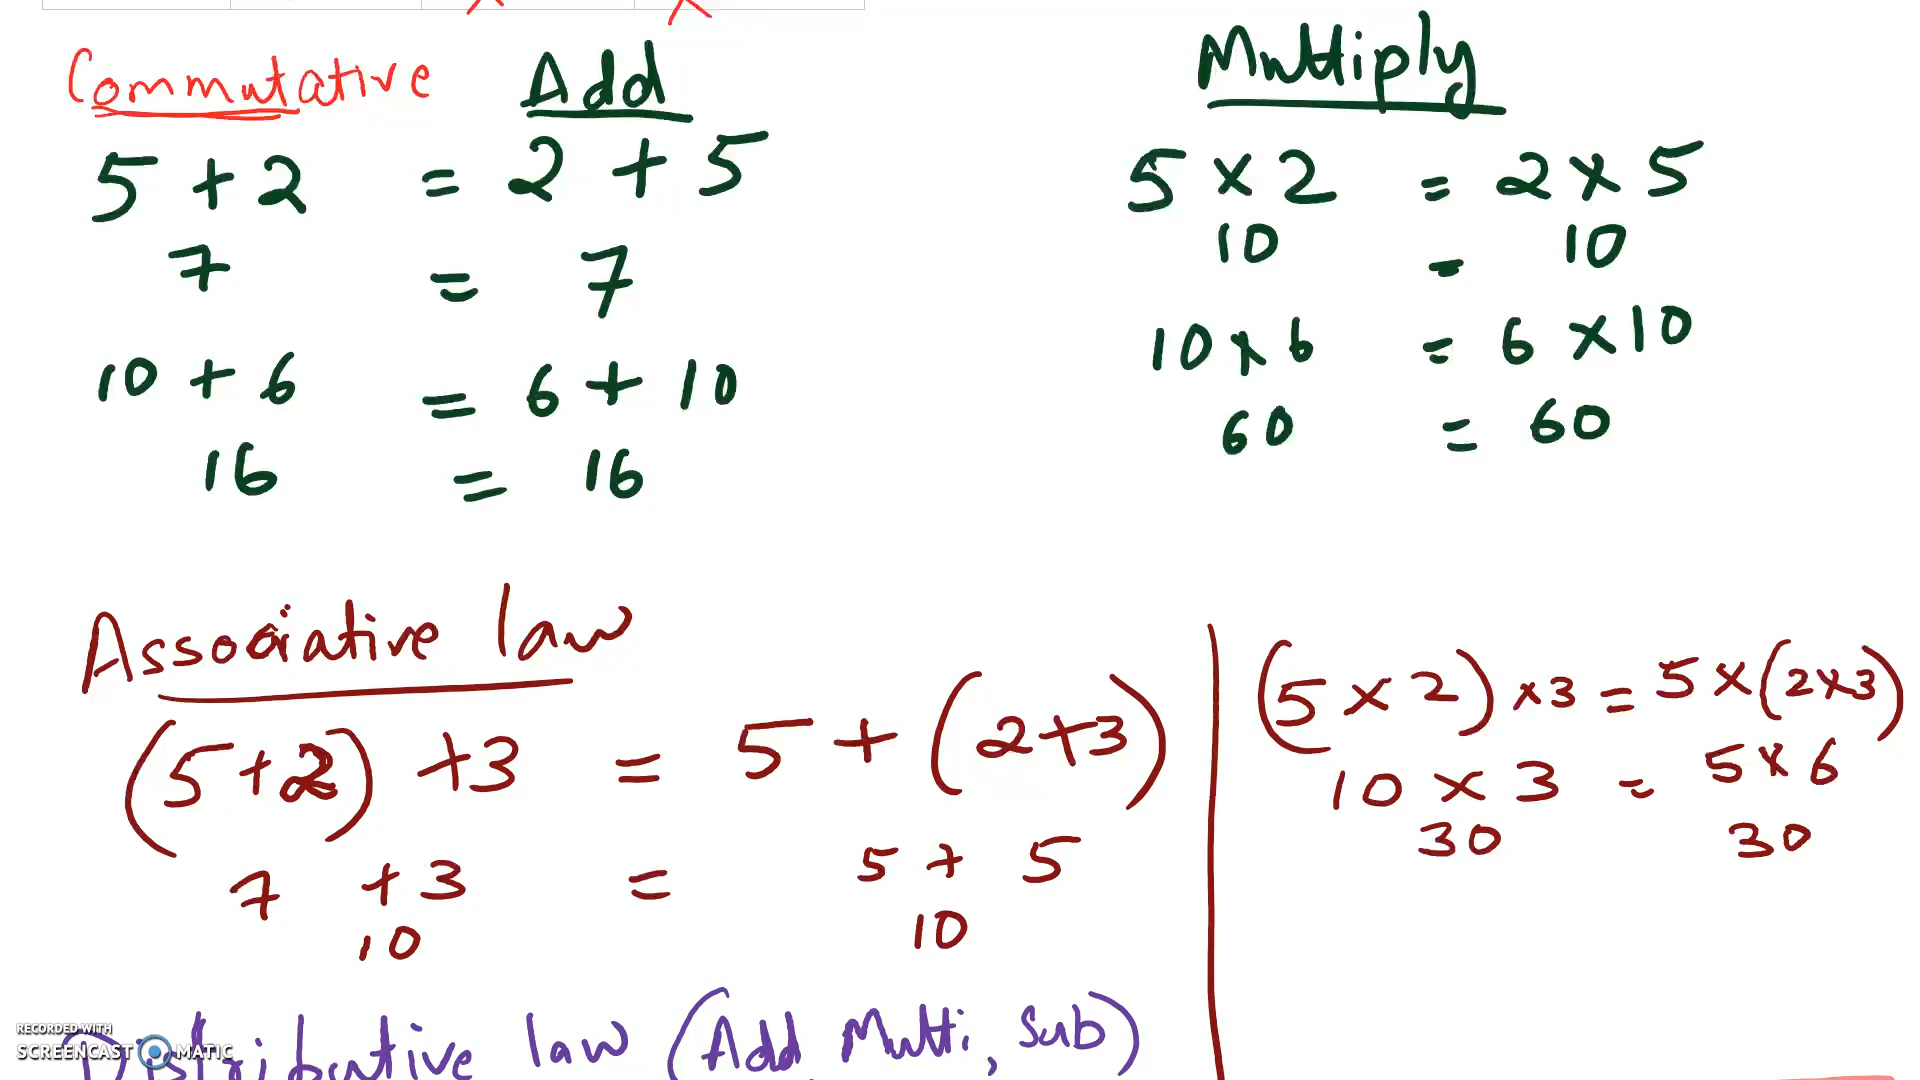 Commutative Add
5 + 2 = 2 + 5
7 = 7
10 + 6 = 6 + 10
16 = 16
Multiply
5 × 2 = 2 × 5
10 = 10
10 × 6 = 6 × 10
60 = 60
Associative law
(5+2) +3 = 5 + (2+3)
7 +3 = 5 + 5
10 10
(5 × 2) × 3 = 5 × (2×3)
10 × 3 = 5 × 6
30 30
Distributive law (Add, Multi, Sub)
RECORDED WITH
SCREENCAST MATIC